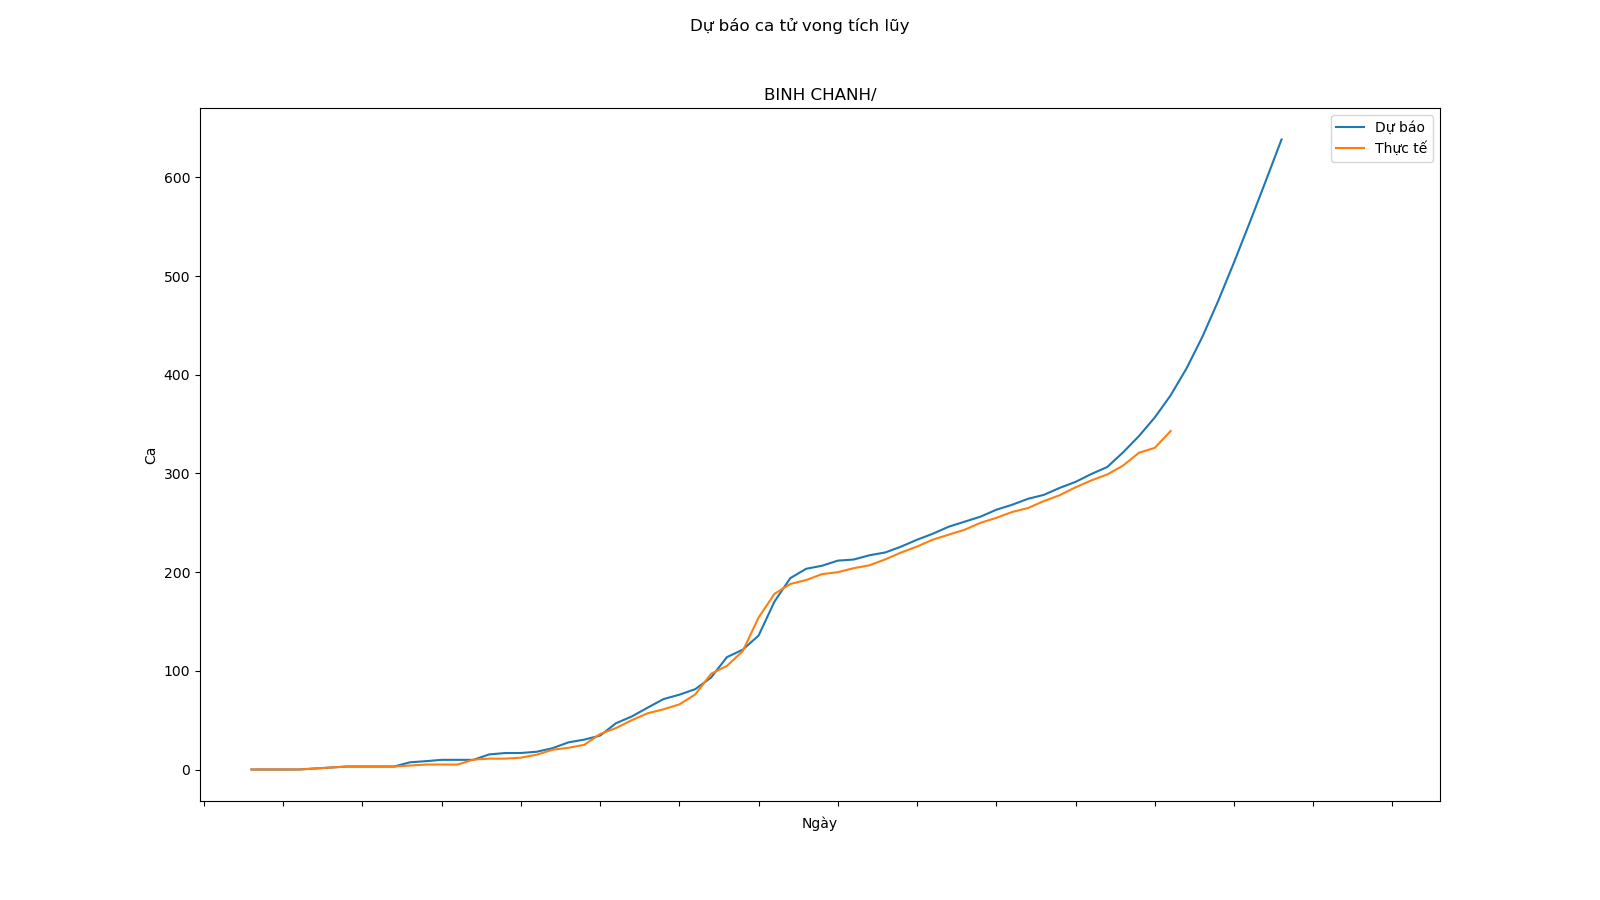 Dự báo ca tử vong tích lũy
BINH CHANH/
Dự báo
Thực tế
600
500
400
300
200
100
0
Ca
Ngày